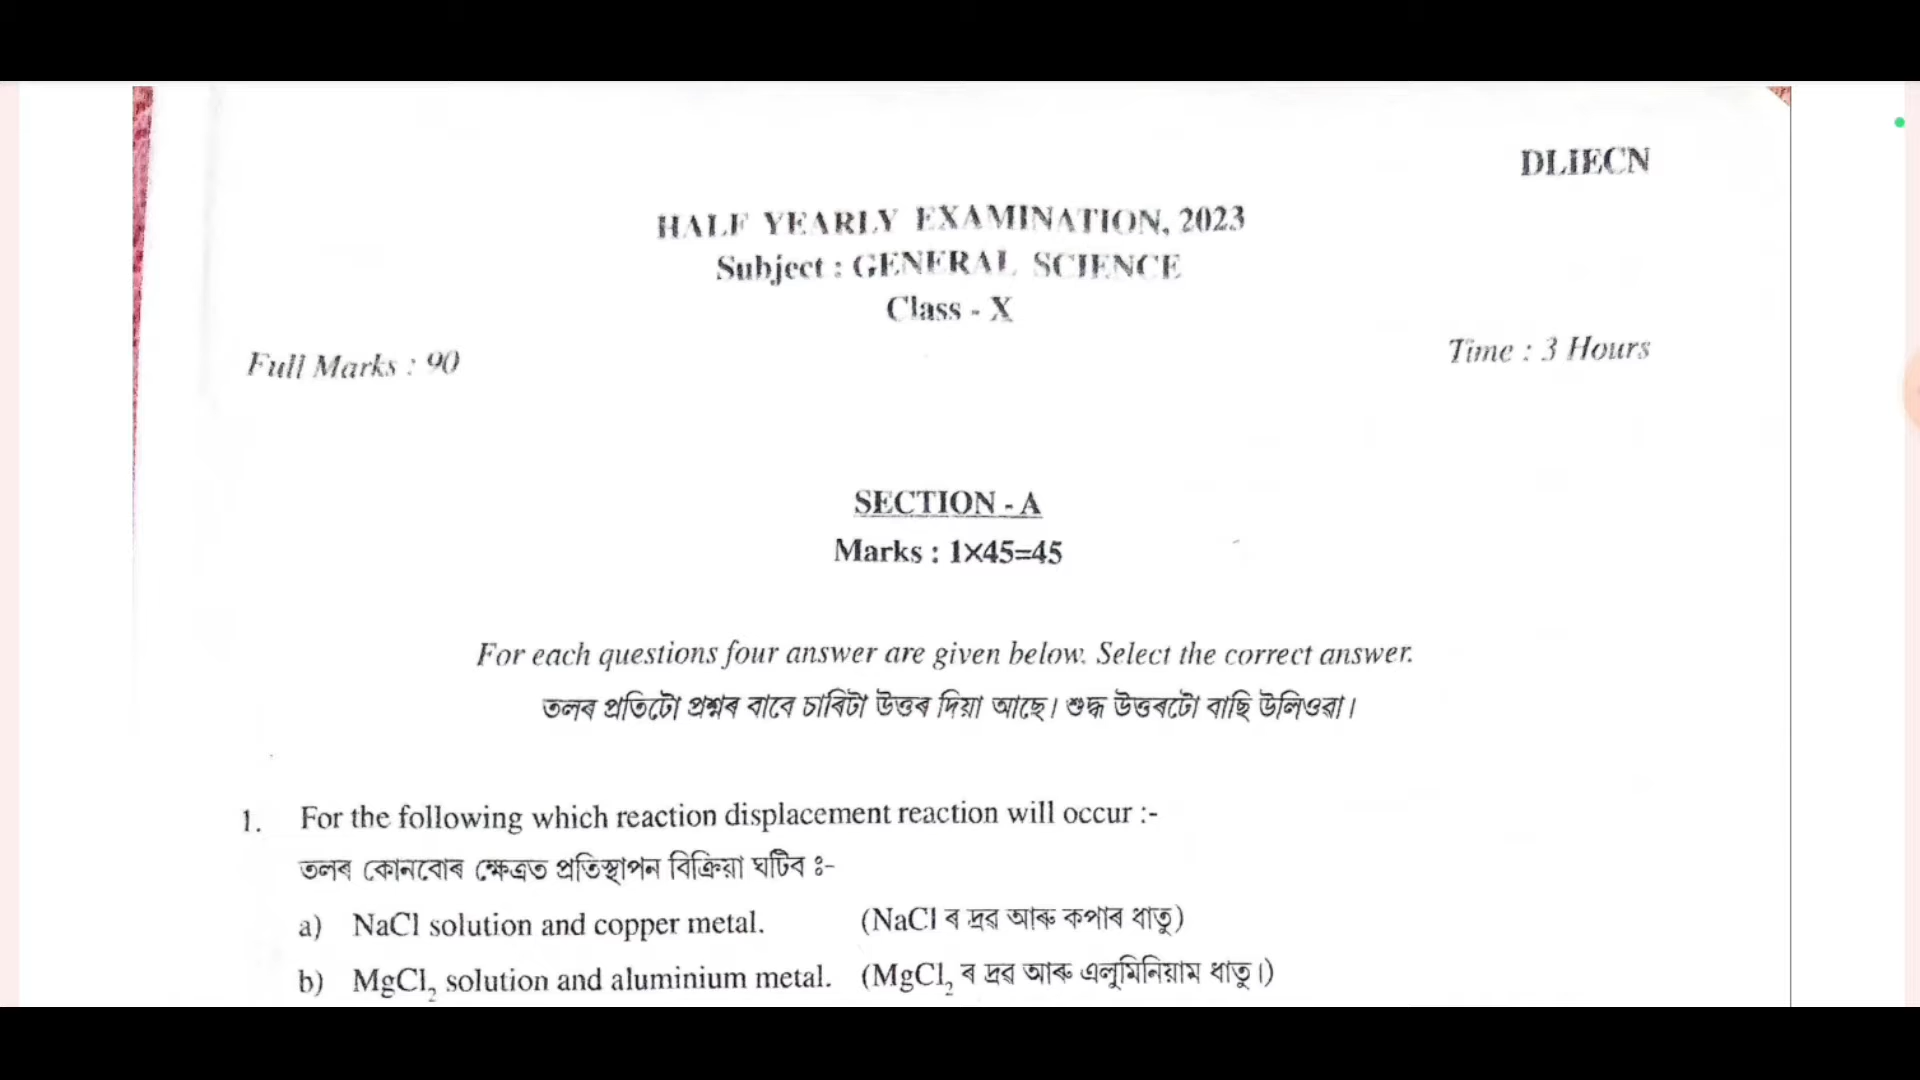 DLIECN
HALF YEARLY EXAMINATION, 2023
Subject : GENERAL SCIENCE
Class - X
Full Marks : 90
Time : 3 Hours
SECTION - A
Marks : 1×45=45
For each questions four answer are given below. Select the correct answer.
তলৰ প্ৰতিটো প্ৰশ্নৰ বাবে চাৰিটা উত্তৰ দিয়া আছে। শুদ্ধ উত্তৰটো বাছি উলিওৱা।
1. For the following which reaction displacement reaction will occur :-
তলৰ কোনবোৰ ক্ষেত্ৰত প্ৰতিস্থাপন বিক্ৰিয়া ঘটিব ঃ-
a) NaCl solution and copper metal. (NaCl ৰ দ্ৰৱ আৰু কপাৰ ধাতু)
b) MgCl₂ solution and aluminium metal. (MgCl₂ ৰ দ্ৰৱ আৰু এলুমিনিয়াম ধাতু।)